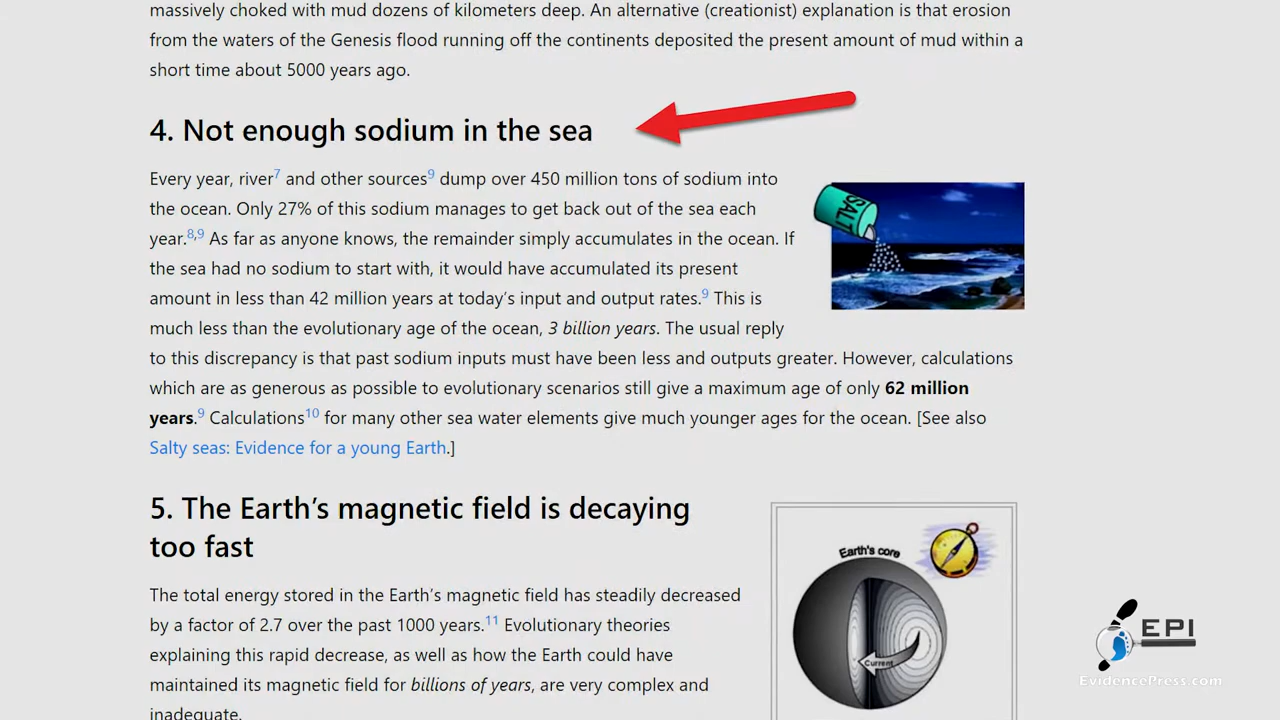 massively choked with mud dozens of kilometers deep. An alternative (creationist) explanation is that erosion
from the waters of the Genesis flood running off the continents deposited the present amount of mud within a
short time about 5000 years ago.
4. Not enough sodium in the sea
Every year, river7 and other sources9 dump over 450 million tons of sodium into
the ocean. Only 27% of this sodium manages to get back out of the sea each
year.8,9 As far as anyone knows, the remainder simply accumulates in the ocean. If
the sea had no sodium to start with, it would have accumulated its present
amount in less than 42 million years at today's input and output rates.9 This is
much less than the evolutionary age of the ocean, 3 billion years. The usual reply
to this discrepancy is that past sodium inputs must have been less and outputs greater. However, calculations
which are as generous as possible to evolutionary scenarios still give a maximum age of only 62 million
years.9 Calculations10 for many other sea water elements give much younger ages for the ocean. [See also
Salty seas: Evidence for a young Earth.]
SALT
5. The Earth's magnetic field is decaying
too fast
The total energy stored in the Earth's magnetic field has steadily decreased
by a factor of 2.7 over the past 1000 years.11 Evolutionary theories
explaining this rapid decrease, as well as how the Earth could have
maintained its magnetic field for billions of years, are very complex and
inadequate.
Earth's core
Current
EPI
EvidencePress.com